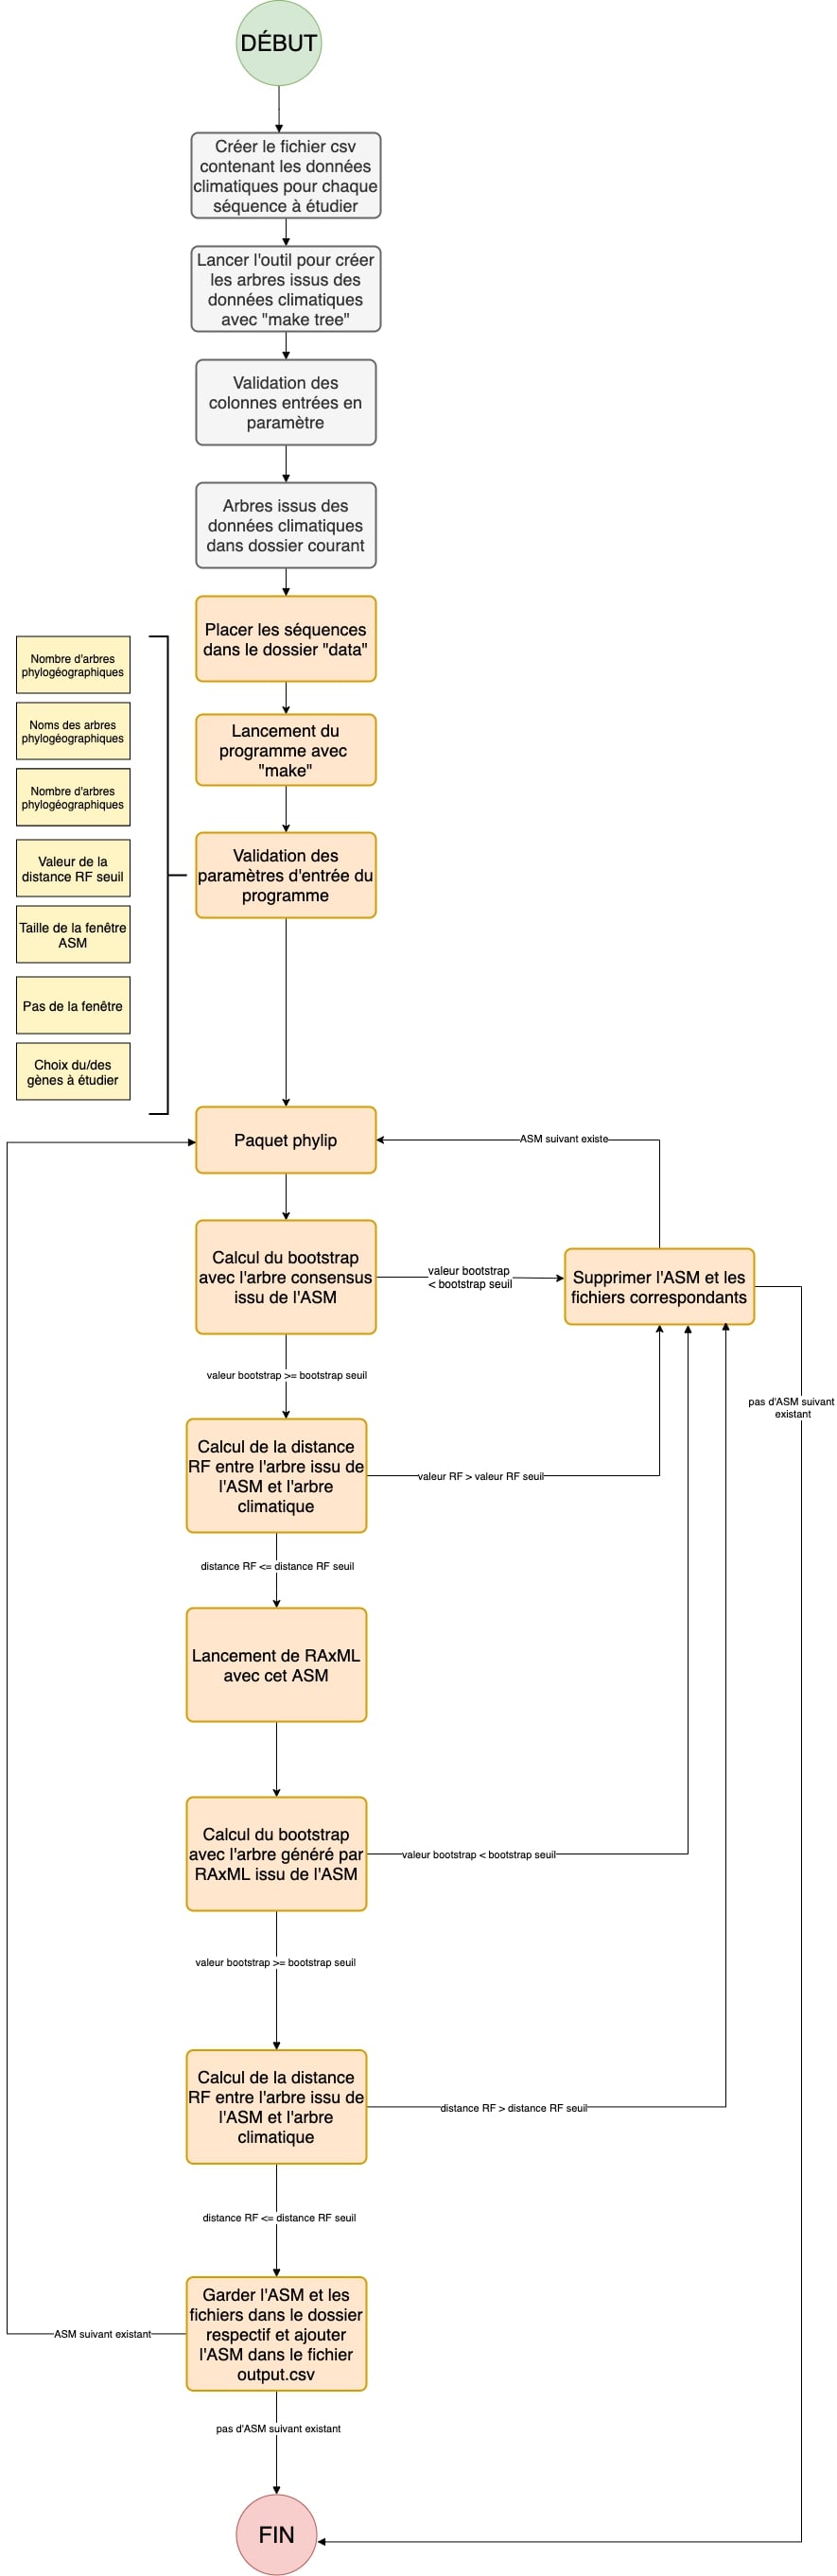 DÉBUT
Créer le fichier csv
contenant les données
climatiques pour chaque
séquence à étudier
Lancer l'outil pour créer
les arbres issus des
données climatiques
avec "make tree"
Validation des
colonnes entrées en
paramètre
Arbres issus des
données climatiques
dans dossier courant
Placer les séquences
dans le dossier "data"
Lancement du
programme avec
"make"
Validation des
paramètres d'entrée du
programme
Nombre d'arbres
phylogéographiques
Noms des arbres
phylogéographiques
Nombre d'arbres
phylogéographiques
Valeur de la
distance RF seuil
Taille de la fenêtre
ASM
Pas de la fenêtre
Choix du/des
gènes à étudier
Paquet phylip
ASM suivant existe
Calcul du bootstrap
avec l'arbre consensus
issu de l'ASM
valeur bootstrap
< bootstrap seuil
Supprimer l'ASM et les
fichiers correspondants
valeur bootstrap >= bootstrap seuil
pas d'ASM suivant
existant
Calcul de la distance
RF entre l'arbre issu de
l'ASM et l'arbre
climatique
valeur RF > valeur RF seuil
distance RF <= distance RF seuil
Lancement de RAxML
avec cet ASM
Calcul du bootstrap
avec l'arbre généré par
RAxML issu de l'ASM
valeur bootstrap < bootstrap seuil
valeur bootstrap >= bootstrap seuil
Calcul de la distance
RF entre l'arbre issu de
l'ASM et l'arbre
climatique
distance RF > distance RF seuil
distance RF <= distance RF seuil
Garder l'ASM et les
fichiers dans le dossier
respectif et ajouter
l'ASM dans le fichier
output.csv
ASM suivant existant
pas d'ASM suivant existant
FIN